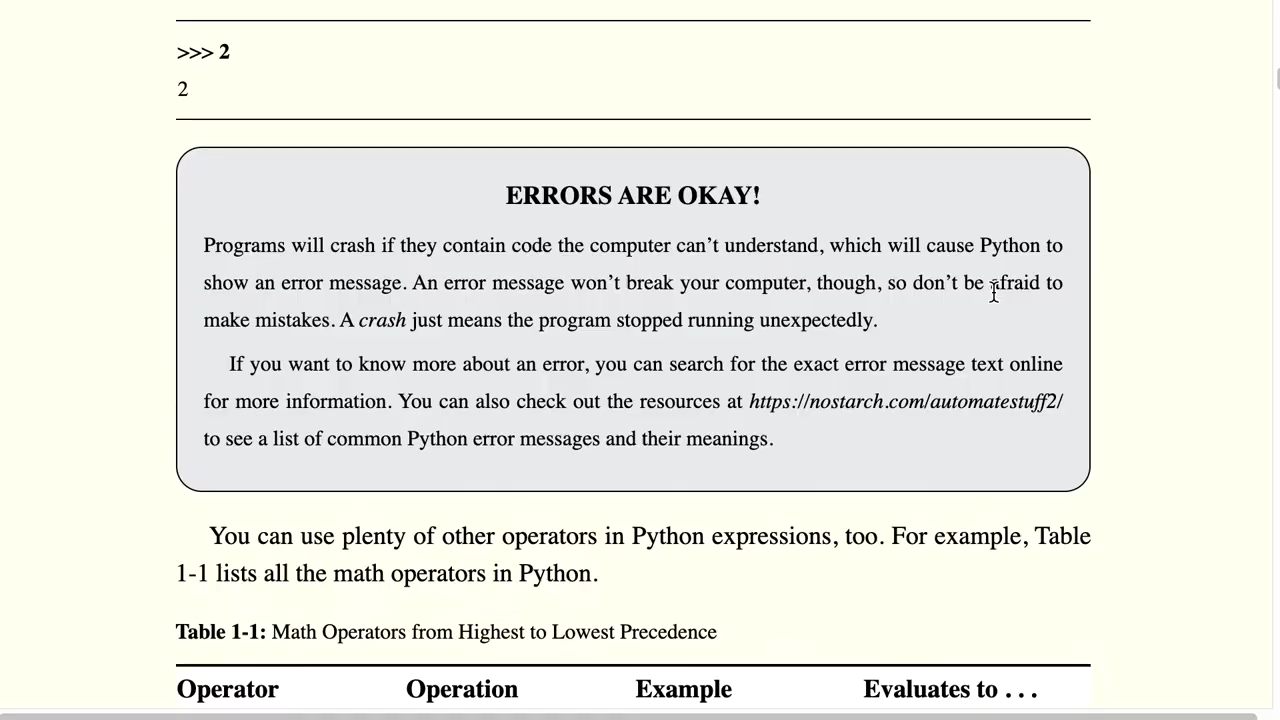 >>> 2
2
ERRORS ARE OKAY!
Programs will crash if they contain code the computer can’t understand, which will cause Python to
show an error message. An error message won’t break your computer, though, so don’t be afraid to
make mistakes. A crash just means the program stopped running unexpectedly.
If you want to know more about an error, you can search for the exact error message text online
for more information. You can also check out the resources at https://nostarch.com/automatestuff2/
to see a list of common Python error messages and their meanings.
You can use plenty of other operators in Python expressions, too. For example, Table
1-1 lists all the math operators in Python.
Table 1-1: Math Operators from Highest to Lowest Precedence
Operator Operation Example Evaluates to . . .